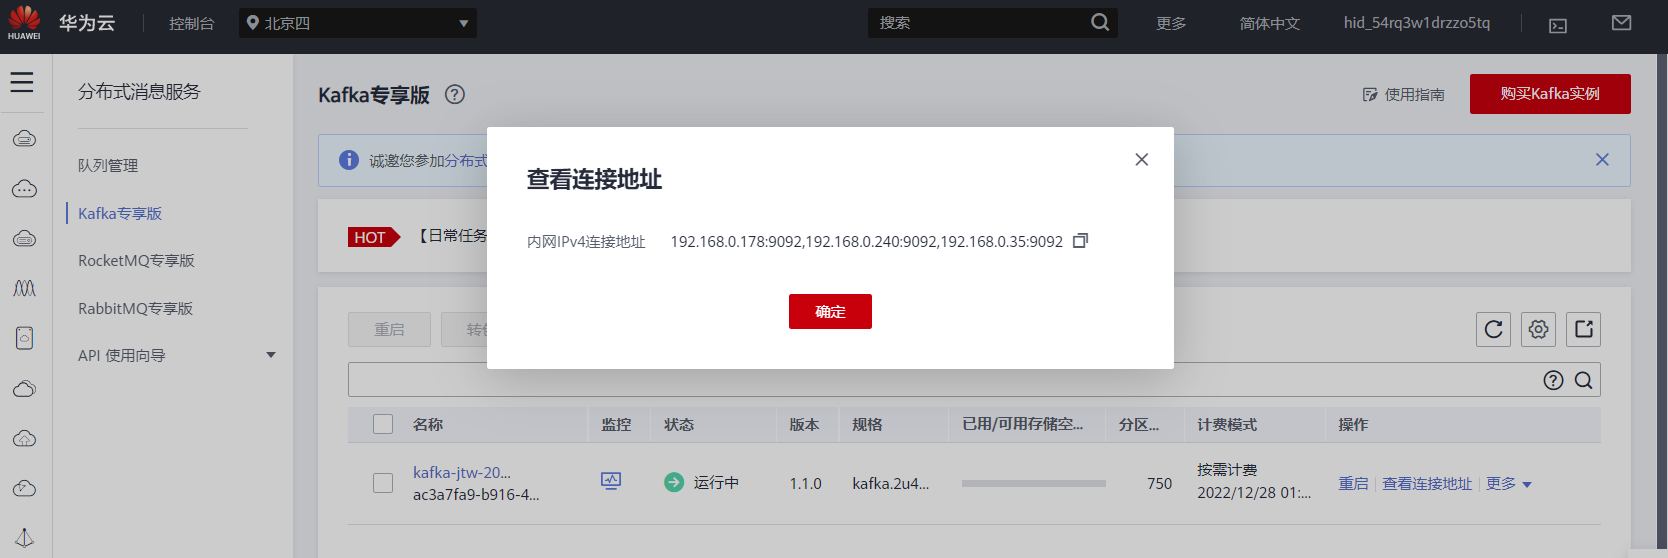 HUAWEI
华为云
控制台
北京四
搜索
更多
简体中文
hid_54rq3w1drzzo5tq
分布式消息服务
队列管理
Kafka专享版
RocketMQ专享版
RabbitMQ专享版
API 使用向导
Kafka专享版
使用指南
购买Kafka实例
诚邀您参加分布式
HOT
【日常任务
查看连接地址
内网IPv4连接地址
192.168.0.178:9092,192.168.0.240:9092,192.168.0.35:9092
确定
重启
名称
监控
状态
版本
规格
已用/可用存储空...
分区...
计费模式
操作
kafka-jtw-20...
ac3a7fa9-b916-4...
运行中
1.1.0
kafka.2u4...
750
按需计费
2022/12/28 01:...
重启
查看连接地址
更多